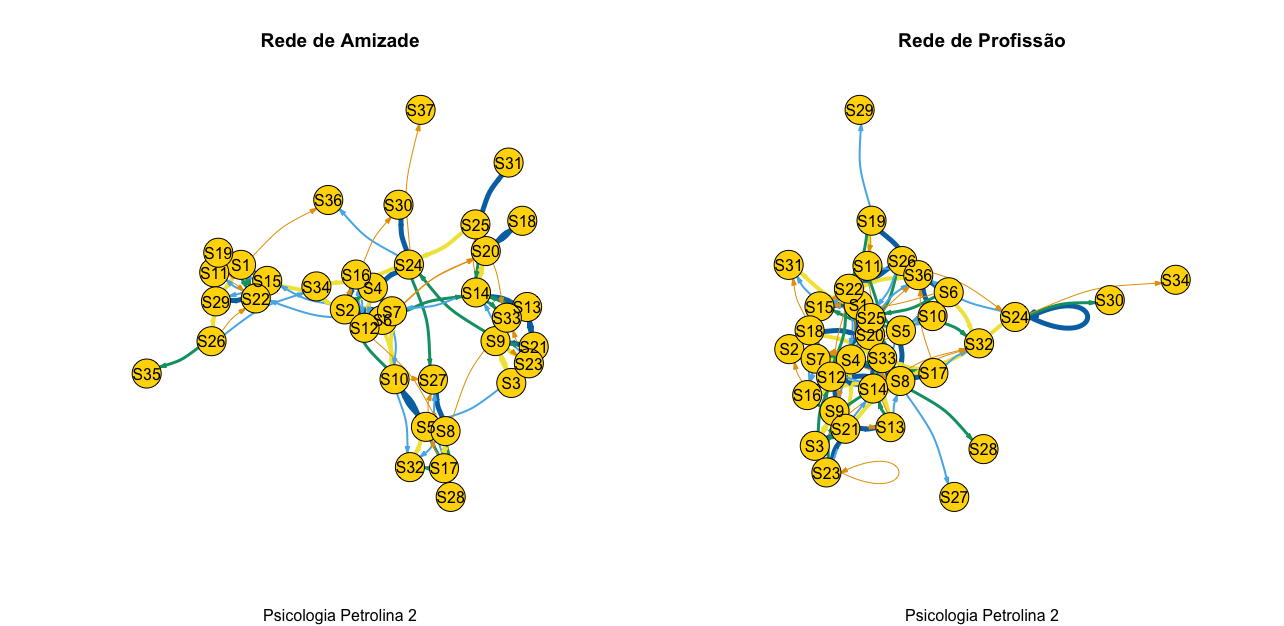 Rede de Amizade
S37
S31
S36
S30
S25
S18
S20
S19
S11
S1
S15
S24
S16
S4
S34
S29
S22
S14
S2
S7
S6
S12
S13
S33
S26
S9
S21
S23
S35
S10
S27
S3
S5
S8
S32
S17
S28
Psicologia Petrolina 2
Rede de Profissão
S29
S19
S31
S11
S26
S36
S34
S22
S6
S30
S15
S1
S25
S10
S24
S18
S20
S5
S2
S32
S7
S4
S33
S12
S8
S17
S16
S14
S9
S21
S13
S3
S28
S23
S27
Psicologia Petrolina 2